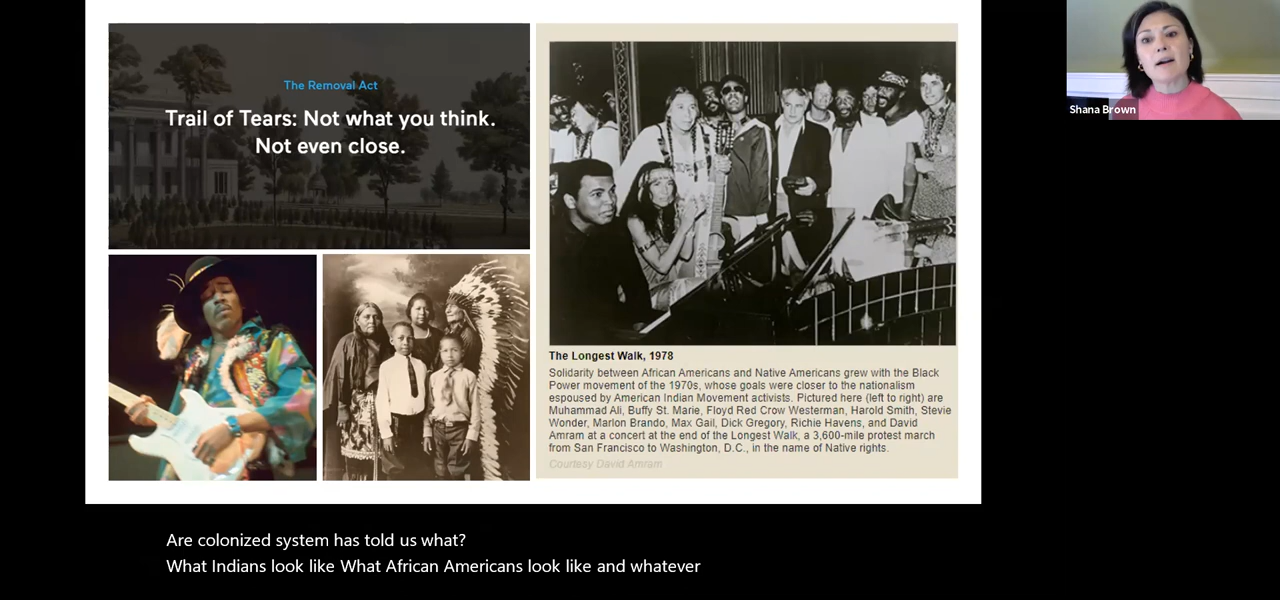 The Removal Act
Trail of Tears: Not what you think.
Not even close.
The Longest Walk, 1978
Solidarity between African Americans and Native Americans grew with the Black
Power movement of the 1970s, whose goals were closer to the nationalism
espoused by American Indian Movement activists. Pictured here (left to right) are
Muhammad Ali, Buffy St. Marie, Floyd Red Crow Westerman, Harold Smith, Stevie
Wonder, Marlon Brando, Max Gail, Dick Gregory, Richie Havens, and David
Amram at a concert at the end of the Longest Walk, a 3,600-mile protest march
from San Francisco to Washington, D.C., in the name of Native rights.
Courtesy David Amram
Shana Brown
Are colonized system has told us what?
What Indians look like What African Americans look like and whatever